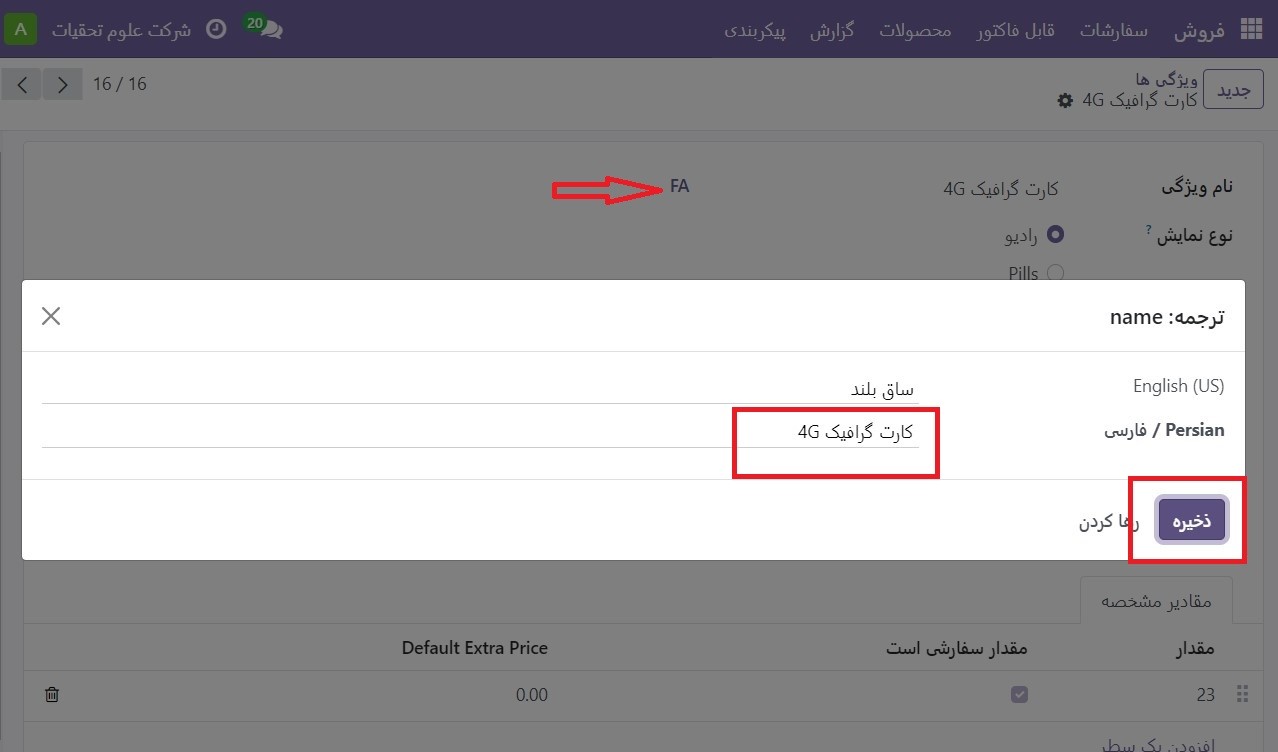 فروش سفارشات قابل فاکتور محصولات گزارش پیکربندی 20 شرکت علوم تحقیات A
جدید ویژگی ها 16 / 16
کارت گرافیک 4G
نام ویژگی کارت گرافیک 4G FA
نوع نمایش ? رادیو
Pills
ترجمه: name
English (US) ساق بلند
Persian / فارسی کارت گرافیک 4G
ذخیره رها کردن
مقادیر مشخصه
مقدار مقدار سفارشی است Default Extra Price
23 0.00
افزودن یک سطر